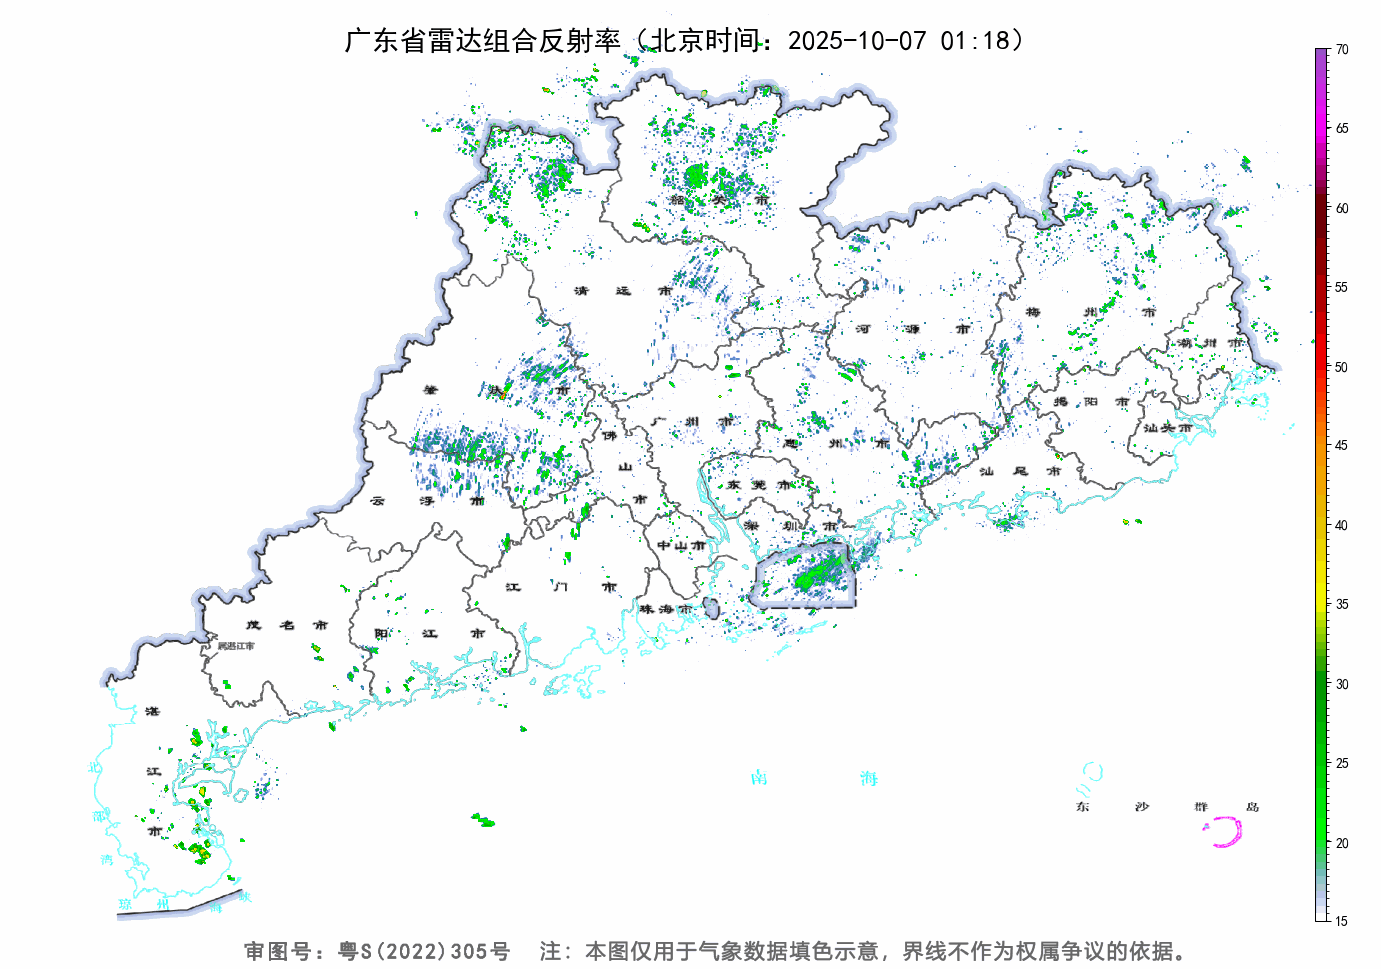 广东省雷达组合反射率（北京时间：2025-10-07 01:18）
70
65
60
55
50
45
40
35
30
25
20
15
韶关市
清远市
河源市
梅州市
潮州市
肇庆市
广州市
佛山市
惠州市
揭阳市
汕头市
汕尾市
云浮市
东莞市
深圳市
中山市
江门市
珠海市
茂名市
属湛江市
阳江市
湛江市
南海
东沙群岛
北部湾
琼州海峡
审图号：粤S(2022)305号 注：本图仅用于气象数据填色示意，界线不作为权属争议的依据。